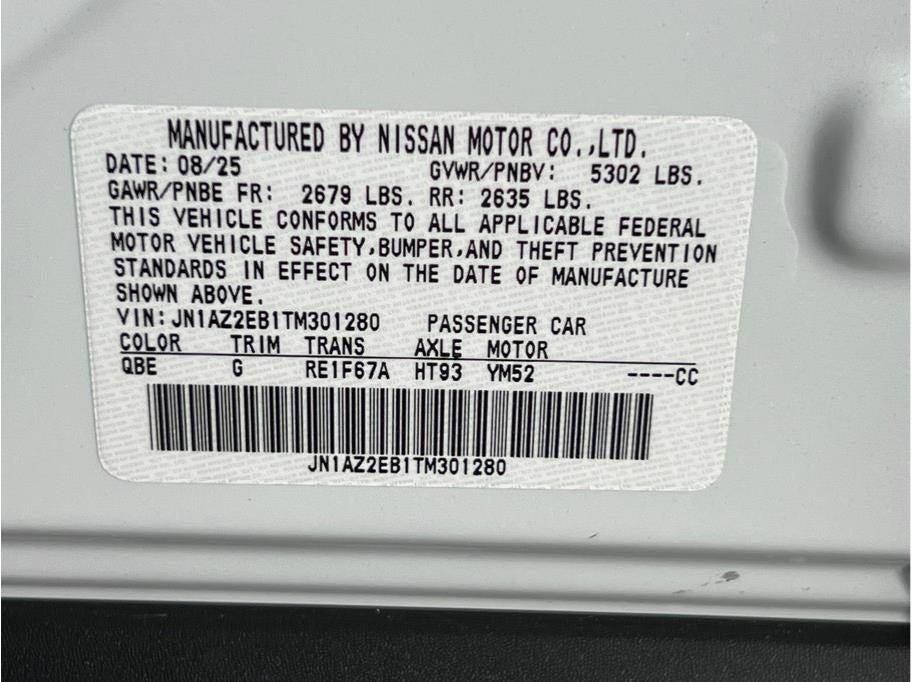 MANUFACTURED BY NISSAN MOTOR CO.,LTD.
DATE: 08/25 GVWR/PNBV: 5302 LBS.
GAWR/PNBE FR: 2679 LBS. RR: 2635 LBS.
THIS VEHICLE CONFORMS TO ALL APPLICABLE FEDERAL
MOTOR VEHICLE SAFETY,BUMPER,AND THEFT PREVENTION
STANDARDS IN EFFECT ON THE DATE OF MANUFACTURE
SHOWN ABOVE.
VIN: JN1AZ2EB1TM301280 PASSENGER CAR
COLOR TRIM TRANS AXLE MOTOR
QBE G RE1F67A HT93 YM52 ----CC
JN1AZ2EB1TM301280